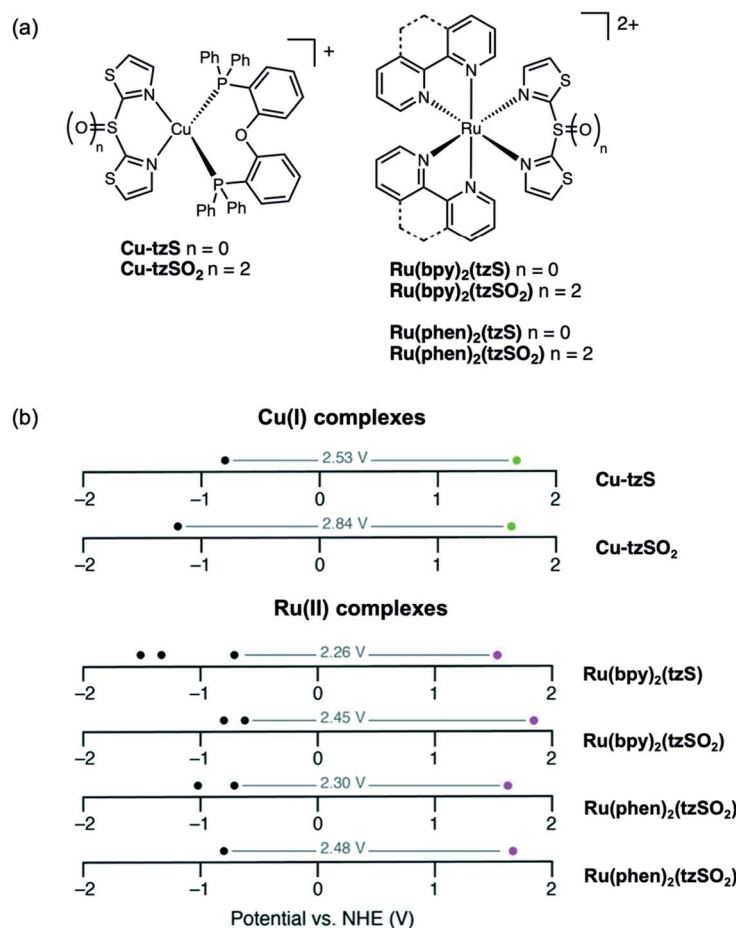 (a)
S
N
(O=S)n
S
N
Cu
Ph Ph
P
O
P
Ph Ph
+
N
N
N
N
Ru
N
N
S
S(=O)n
S
2+
Cu-tzS n = 0
Cu-tzSO₂ n = 2
Ru(bpy)₂(tzS) n = 0
Ru(bpy)₂(tzSO₂) n = 2
Ru(phen)₂(tzS) n = 0
Ru(phen)₂(tzSO₂) n = 2
(b)
Cu(I) complexes
2.53 V
−2 −1 0 1 2
Cu-tzS
2.84 V
−2 −1 0 1 2
Cu-tzSO₂
Ru(II) complexes
2.26 V
−2 −1 0 1 2
Ru(bpy)₂(tzS)
2.45 V
−2 −1 0 1 2
Ru(bpy)₂(tzSO₂)
2.30 V
−2 −1 0 1 2
Ru(phen)₂(tzSO₂)
2.48 V
−2 −1 0 1 2
Ru(phen)₂(tzSO₂)
Potential vs. NHE (V)